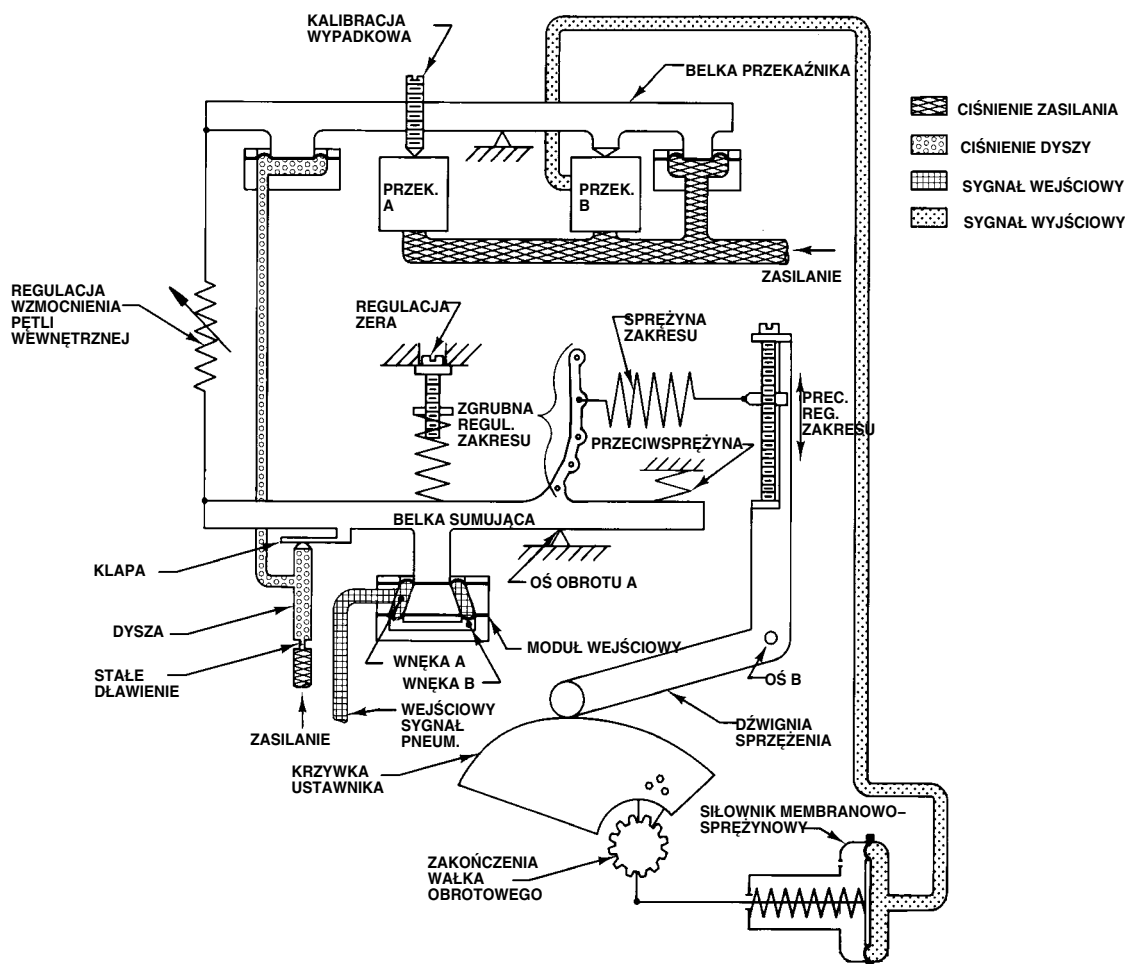 KALIBRACJA
WYPADKOWA
BELKA PRZEKAŹNIKA
CIŚNIENIE ZASILANIA
CIŚNIENIE DYSZY
SYGNAŁ WEJŚCIOWY
SYGNAŁ WYJŚCIOWY
PRZEK.
A
PRZEK.
B
ZASILANIE
REGULACJA
WZMOCNIENIA
PĘTLI
WEWNĘTRZNEJ
REGULACJA
ZERA
SPRĘŻYNA
ZAKRESU
ZGRUBNA
REGUL.
ZAKRESU
PREC.
REG.
ZAKRESU
PRZECIWSPRĘŻYNA
BELKA SUMUJĄCA
KLAPA
OŚ OBROTU A
DYSZA
STAŁE
DŁAWIENIE
WNĘKA A
WNĘKA B
MODUŁ WEJŚCIOWY
OŚ B
ZASILANIE
WEJŚCIOWY
SYGNAŁ
PNEUM.
DŹWIGNIA
SPRZĘŻENIA
KRZYWKA
USTAWNIKA
SIŁOWNIK MEMBRANOWO–
SPRĘŻYNOWY
ZAKOŃCZENIA
WAŁKA
OBROTOWEGO